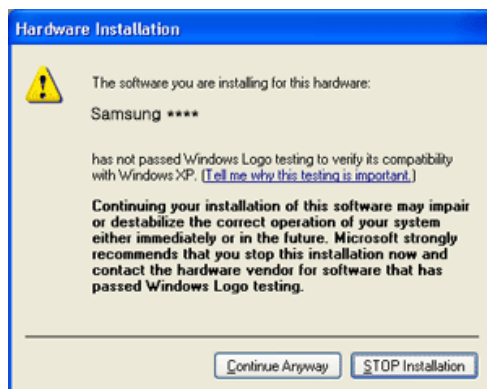 Hardware Installation
The software you are installing for this hardware:
Samsung ****
has not passed Windows Logo testing to verify its compatibility
with Windows XP. (Tell me why this testing is important.)
Continuing your installation of this software may impair
or destabilize the correct operation of your system
either immediately or in the future. Microsoft strongly
recommends that you stop this installation now and
contact the hardware vendor for software that has
passed Windows Logo testing.
Continue Anyway
STOP Installation